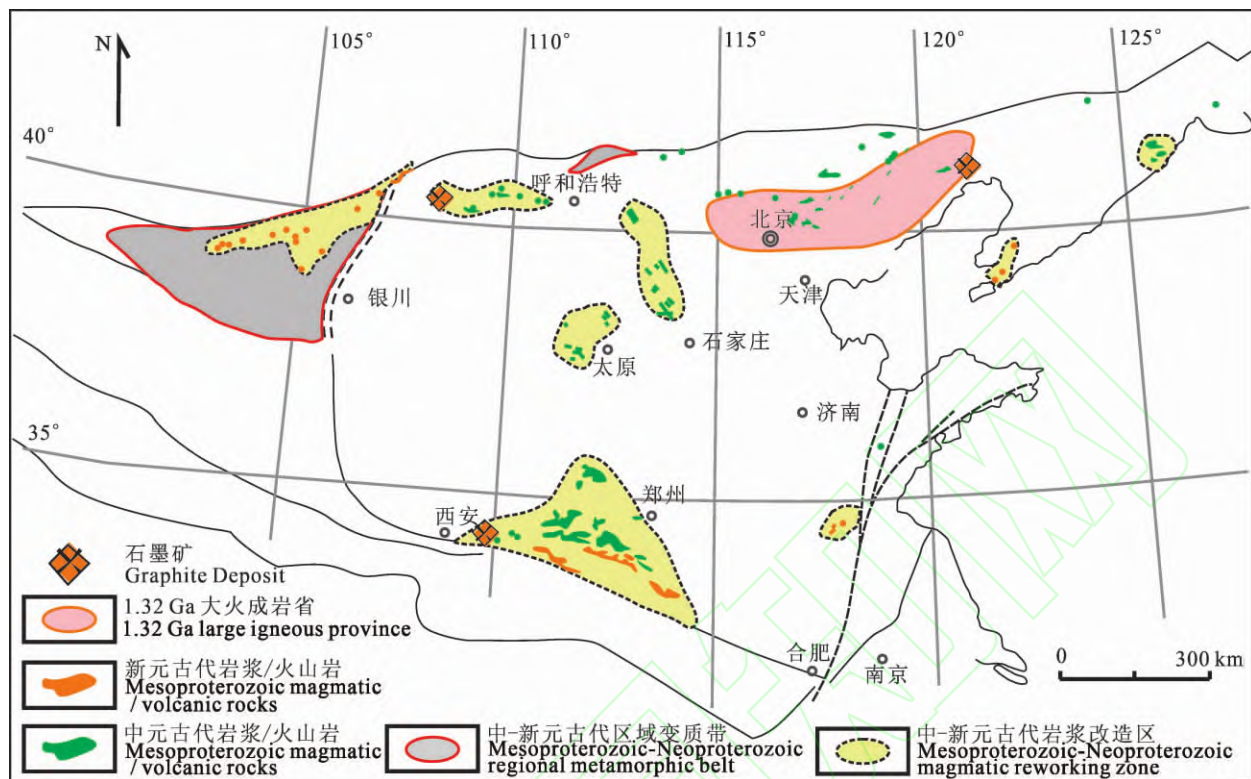 N
105°
110°
115°
120°
125°
40°
35°
呼和浩特
北京
银川
天津
石家庄
太原
济南
郑州
西安
合肥
南京
0
300 km
石墨矿
Graphite Deposit
1.32 Ga 大火成岩省
1.32 Ga large igneous province
新元古代岩浆/火山岩
Mesoproterozoic magmatic
/ volcanic rocks
中元古代岩浆/火山岩
Mesoproterozoic magmatic
/ volcanic rocks
中-新元古代区域变质带
Mesoproterozoic-Neoproterozoic
regional metamorphic belt
中-新元古代岩浆改造区
Mesoproterozoic-Neoproterozoic
magmatic reworking zone